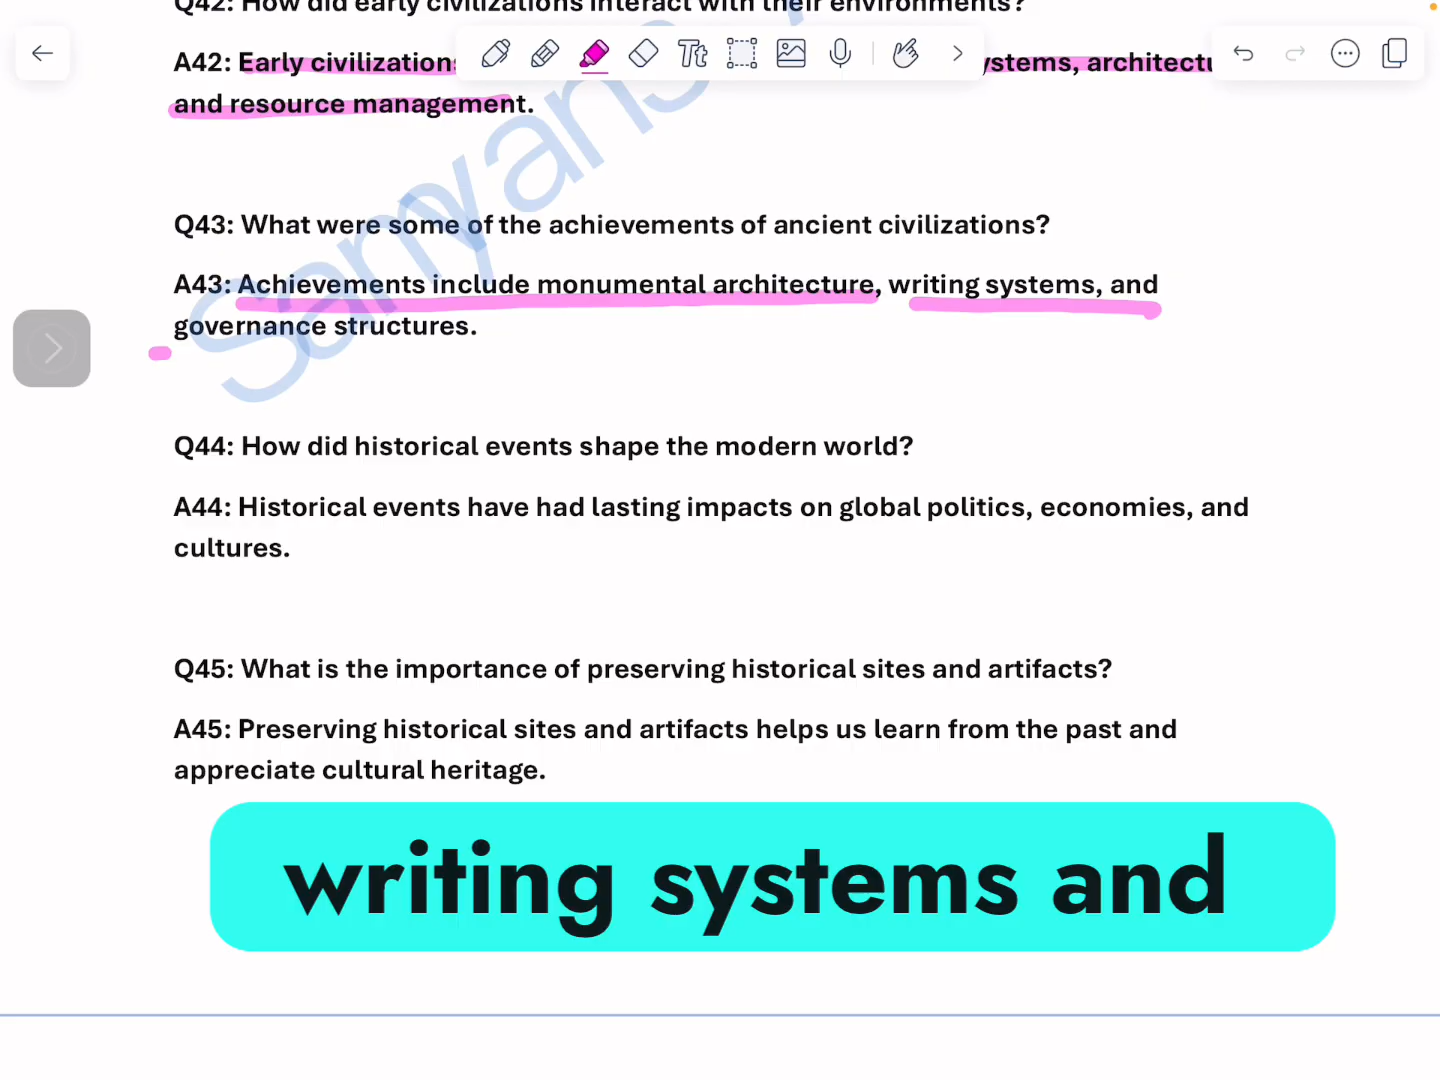 Q42: How did early civilizations interact with their environments?
A42: Early civilizations ystems, architectu
and resource management.
Q43: What were some of the achievements of ancient civilizations?
A43: Achievements include monumental architecture, writing systems, and
governance structures.
Q44: How did historical events shape the modern world?
A44: Historical events have had lasting impacts on global politics, economies, and
cultures.
Q45: What is the importance of preserving historical sites and artifacts?
A45: Preserving historical sites and artifacts helps us learn from the past and
appreciate cultural heritage.
writing systems and
Tt